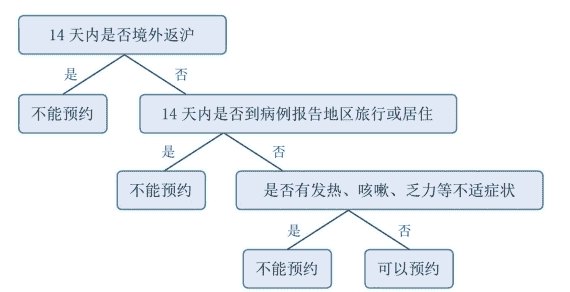 14 天内是否境外返沪
是
否
不能预约
14 天内是否到病例报告地区旅行或居住
是
否
不能预约
是否有发热、咳嗽、乏力等不适症状
是
否
不能预约
可以预约